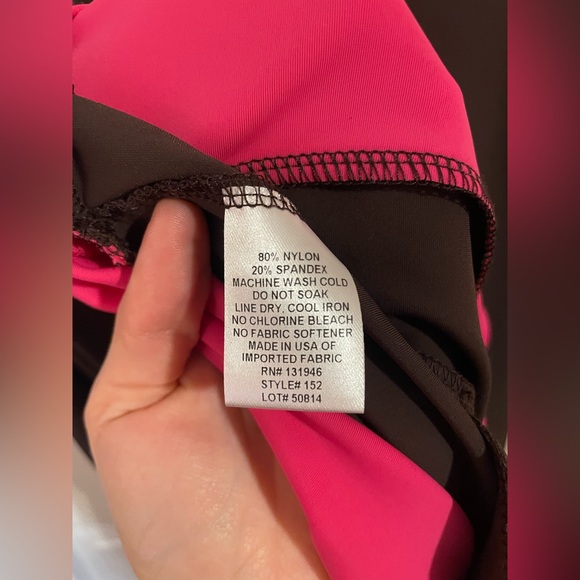 80% NYLON
20% SPANDEX
MACHINE WASH COLD
DO NOT SOAK
LINE DRY, COOL IRON
NO CHLORINE BLEACH
NO FABRIC SOFTENER
MADE IN USA OF
IMPORTED FABRIC
RN# 131946
STYLE# 152
LOT# 50814